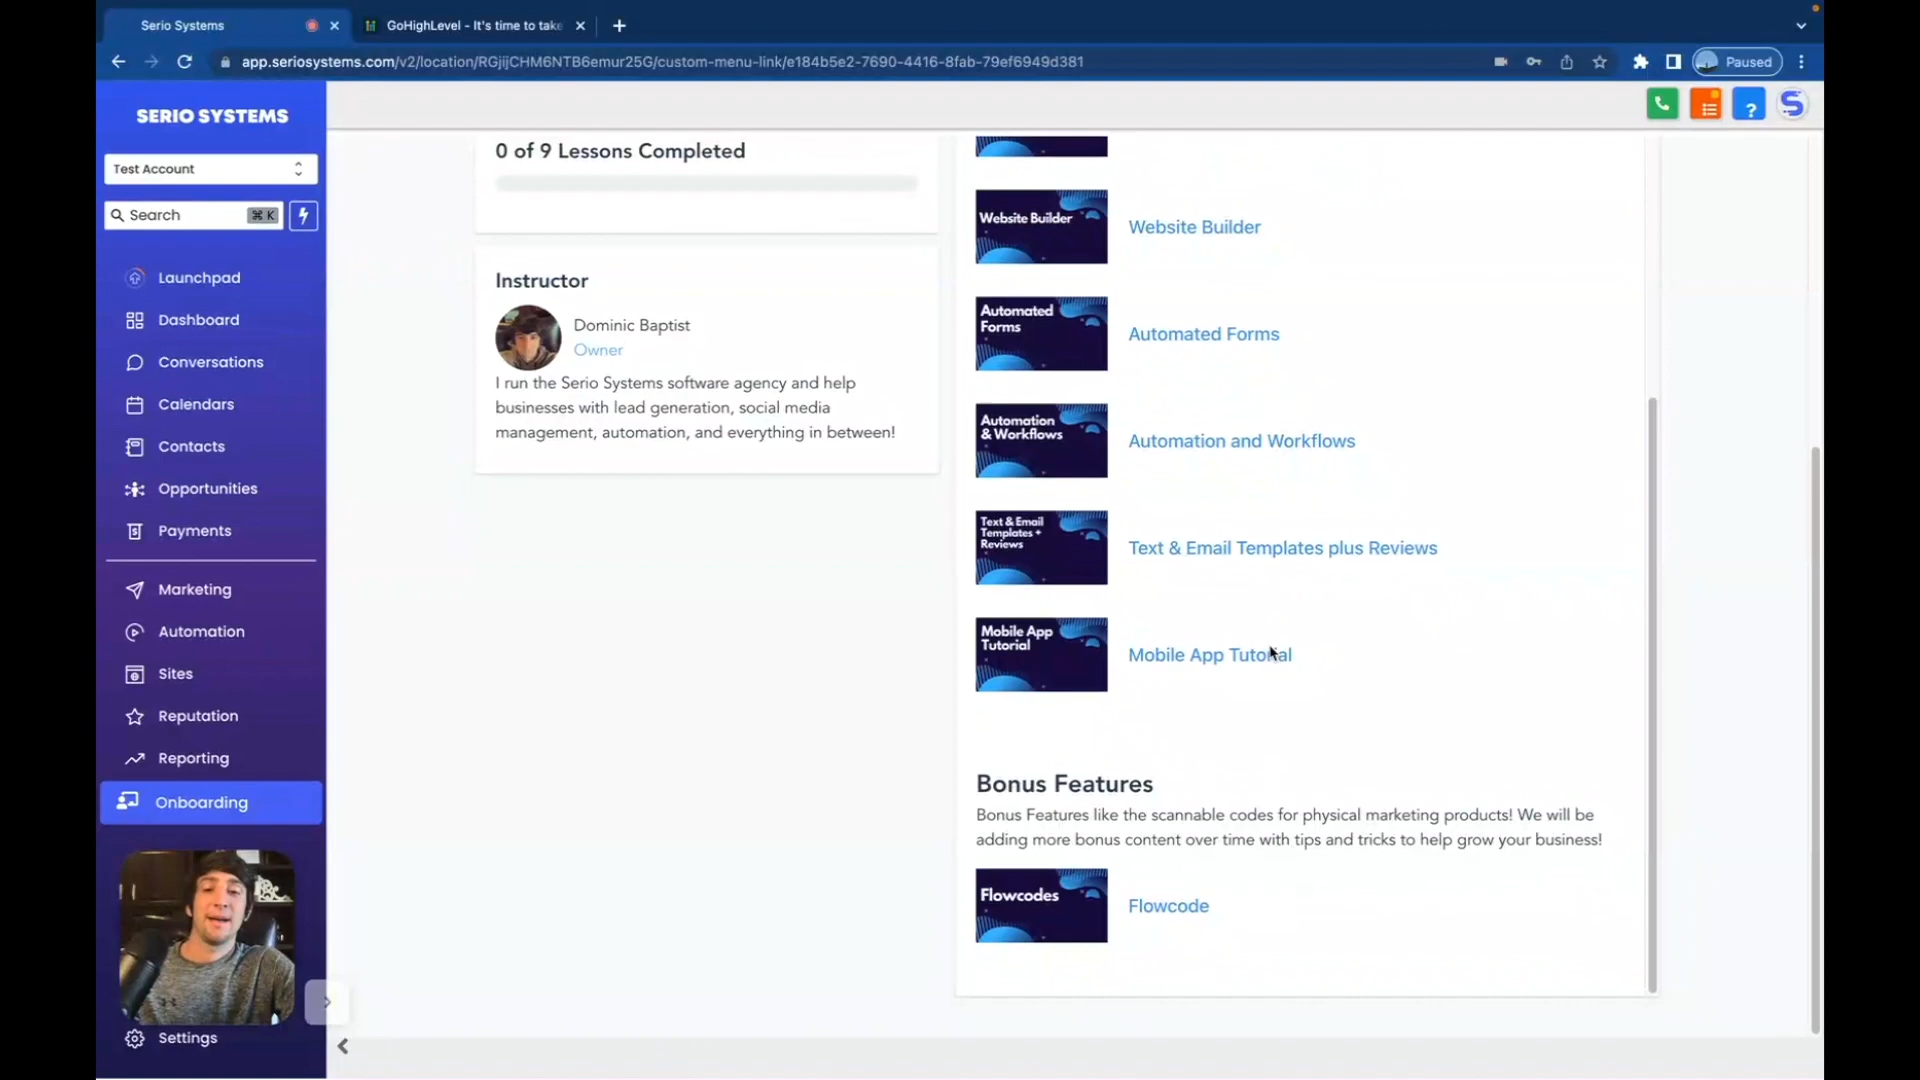 Serio Systems
GoHighLevel - It's time to take
app.seriosystems.com/v2/location/RGjijCHM6NTB6emur25G/custom-menu-link/e184b5e2-7690-4416-8fab-79ef6949d381
Paused
SERIO SYSTEMS
Test Account
Search
⌘ K
Launchpad
Dashboard
Conversations
Calendars
Contacts
Opportunities
Payments
Marketing
Automation
Sites
Reputation
Reporting
Onboarding
Settings
0 of 9 Lessons Completed
Instructor
Dominic Baptist
Owner
I run the Serio Systems software agency and help
businesses with lead generation, social media
management, automation, and everything in between!
Website Builder
Website Builder
Automated
Forms
Automated Forms
Automation
& Workflows
Automation and Workflows
Text & Email
Templates +
Reviews
Text & Email Templates plus Reviews
Mobile App
Tutorial
Mobile App Tutorial
Bonus Features
Bonus Features like the scannable codes for physical marketing products! We will be
adding more bonus content over time with tips and tricks to help grow your business!
Flowcodes
Flowcode